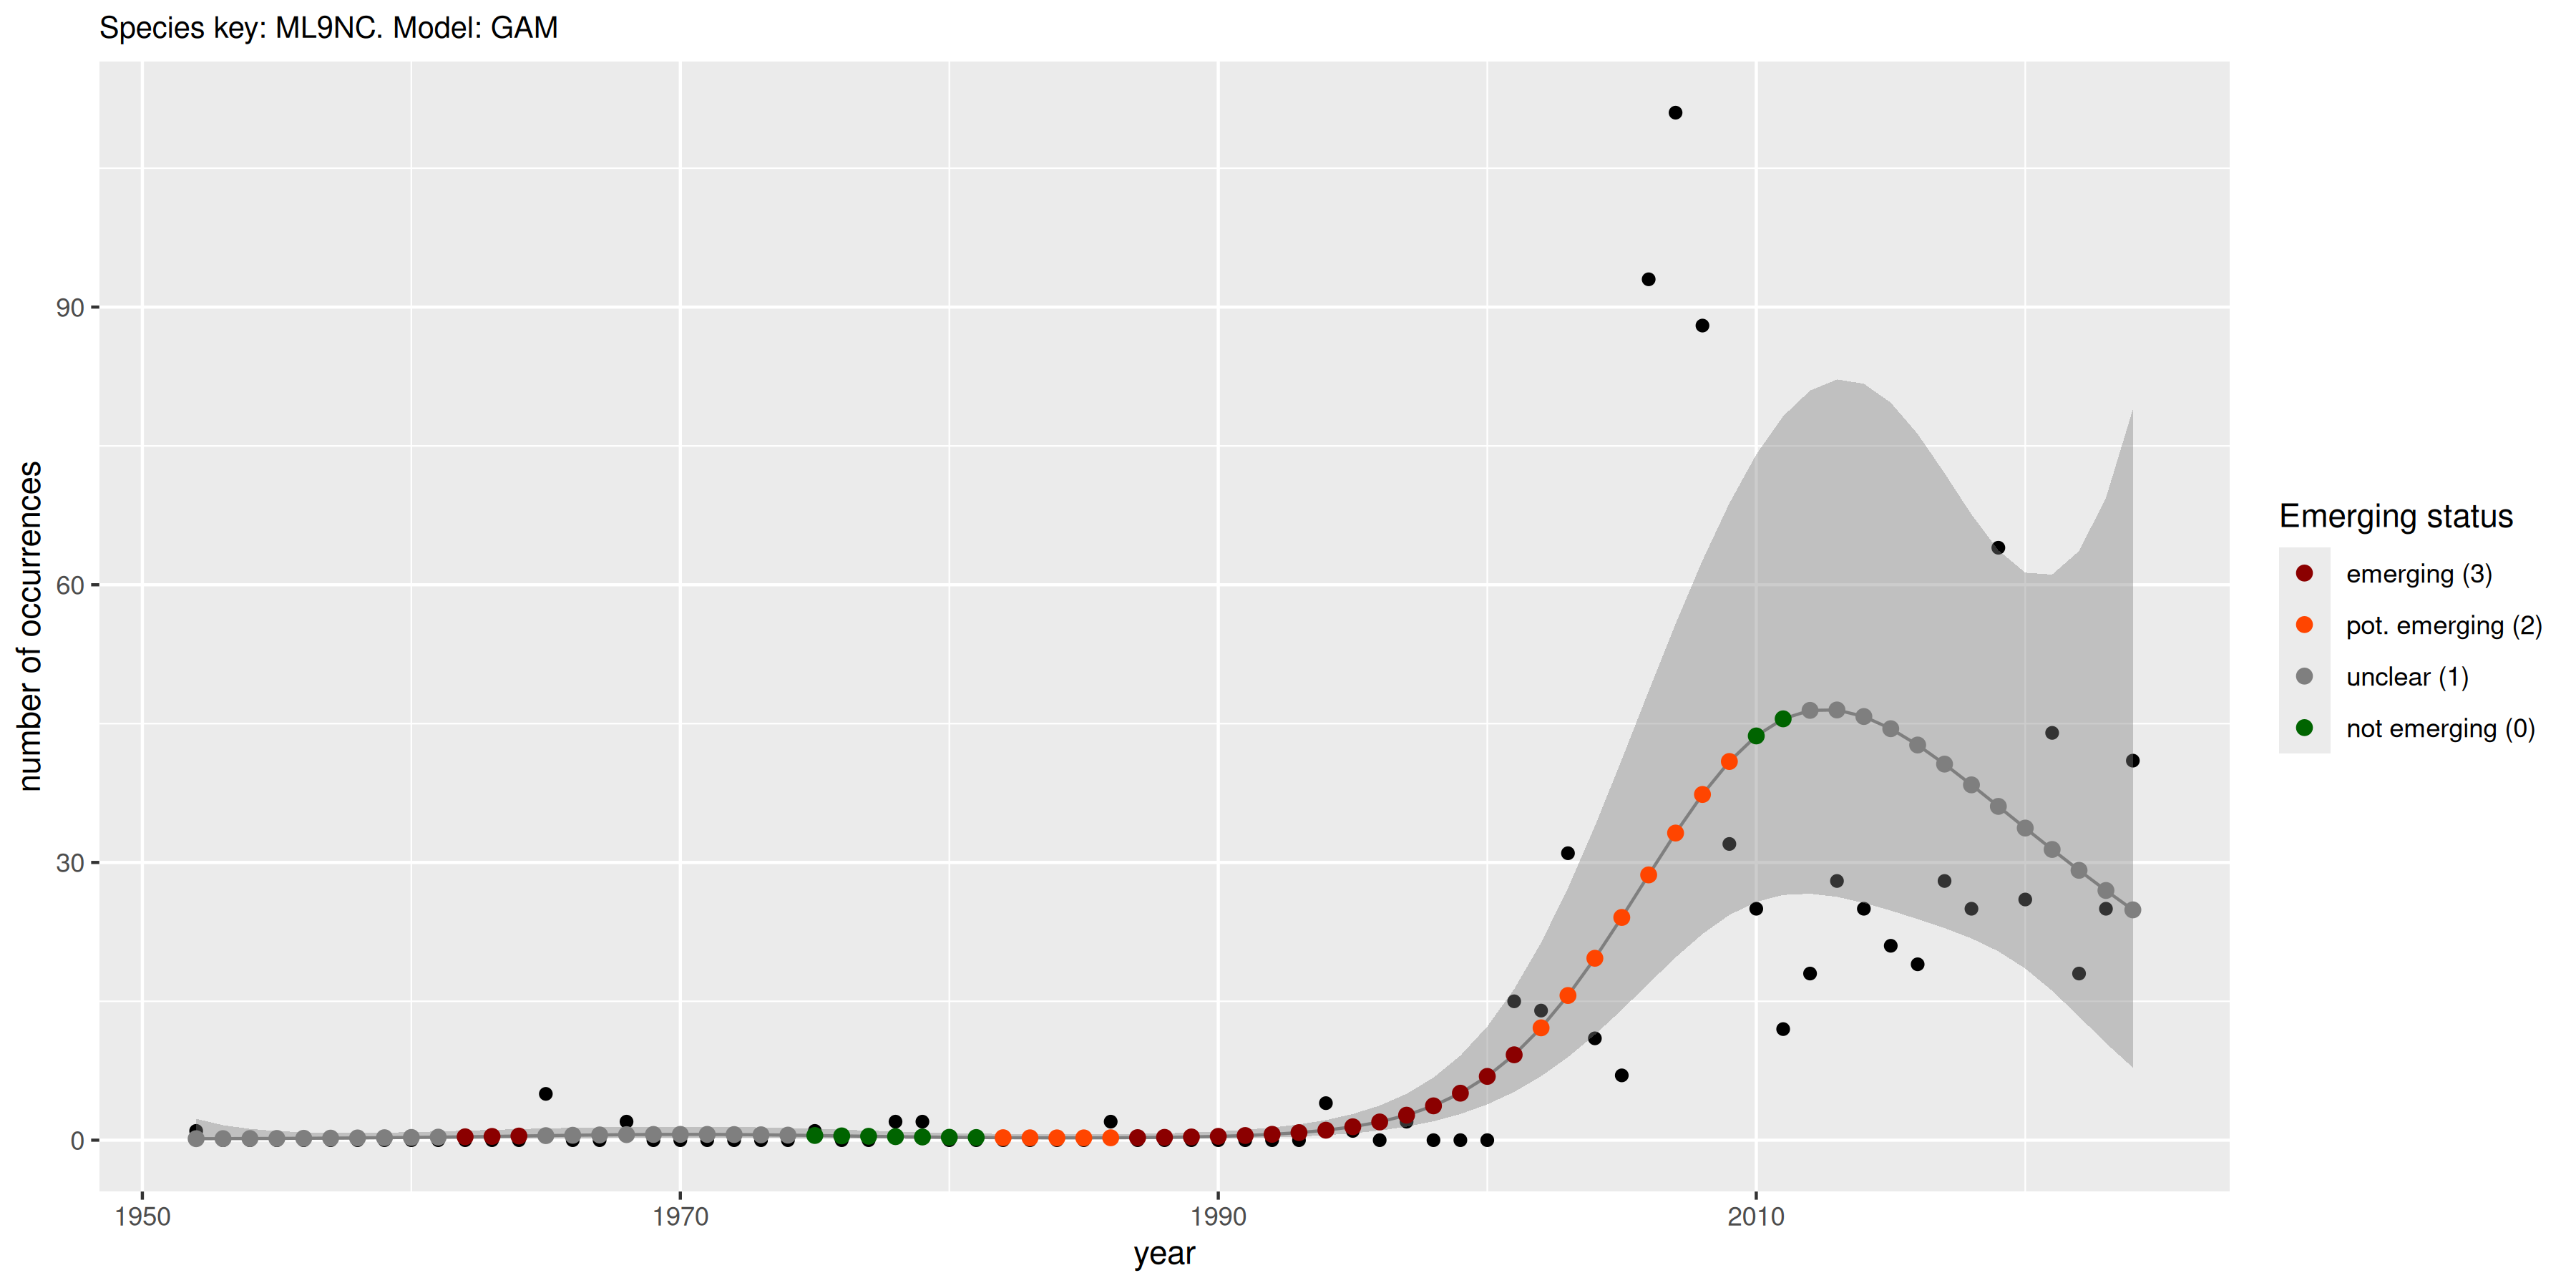 Species key: ML9NC. Model: GAM
number of occurrences
90
60
30
0
1950
1970
1990
2010
year
Emerging status
emerging (3)
pot. emerging (2)
unclear (1)
not emerging (0)